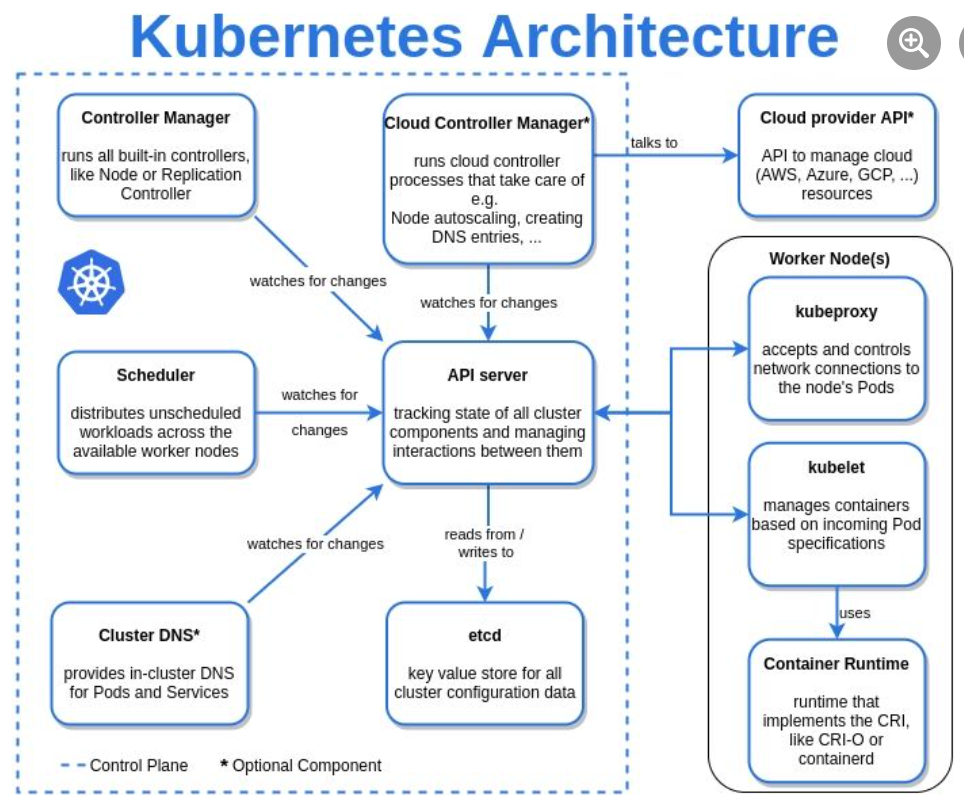 Kubernetes Architecture
Controller Manager
runs all built-in controllers,
like Node or Replication
Controller
Cloud Controller Manager*
runs cloud controller
processes that take care of
e.g.
Node autoscaling, creating
DNS entries, ...
talks to
Cloud provider API*
API to manage cloud
(AWS, Azure, GCP, ...)
resources
watches for changes
watches for changes
Scheduler
distributes unscheduled
workloads across the
available worker nodes
watches for
changes
API server
tracking state of all cluster
components and managing
interactions between them
Worker Node(s)
kubeproxy
accepts and controls
network connections to
the node's Pods
kubelet
manages containers
based on incoming Pod
specifications
watches for changes
reads from /
writes to
uses
Cluster DNS*
provides in-cluster DNS
for Pods and Services
etcd
key value store for all
cluster configuration data
Container Runtime
runtime that
implements the CRI,
like CRI-O or
containerd
Control Plane
* Optional Component